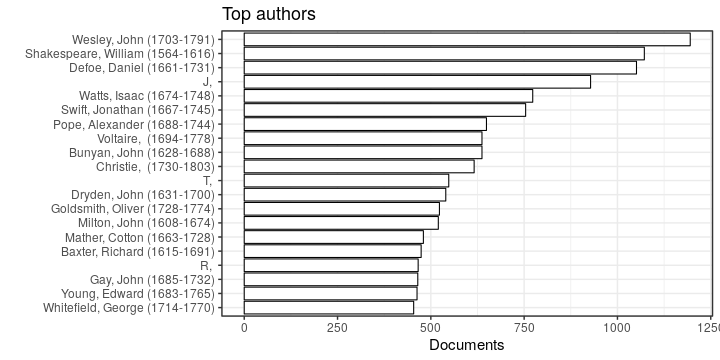 Top authors
Wesley, John (1703-1791)
Shakespeare, William (1564-1616)
Defoe, Daniel (1661-1731)
J,
Watts, Isaac (1674-1748)
Swift, Jonathan (1667-1745)
Pope, Alexander (1688-1744)
Voltaire,  (1694-1778)
Bunyan, John (1628-1688)
Christie,  (1730-1803)
T,
Dryden, John (1631-1700)
Goldsmith, Oliver (1728-1774)
Milton, John (1608-1674)
Mather, Cotton (1663-1728)
Baxter, Richard (1615-1691)
R,
Gay, John (1685-1732)
Young, Edward (1683-1765)
Whitefield, George (1714-1770)
0 250 500 750 1000 1250
Documents